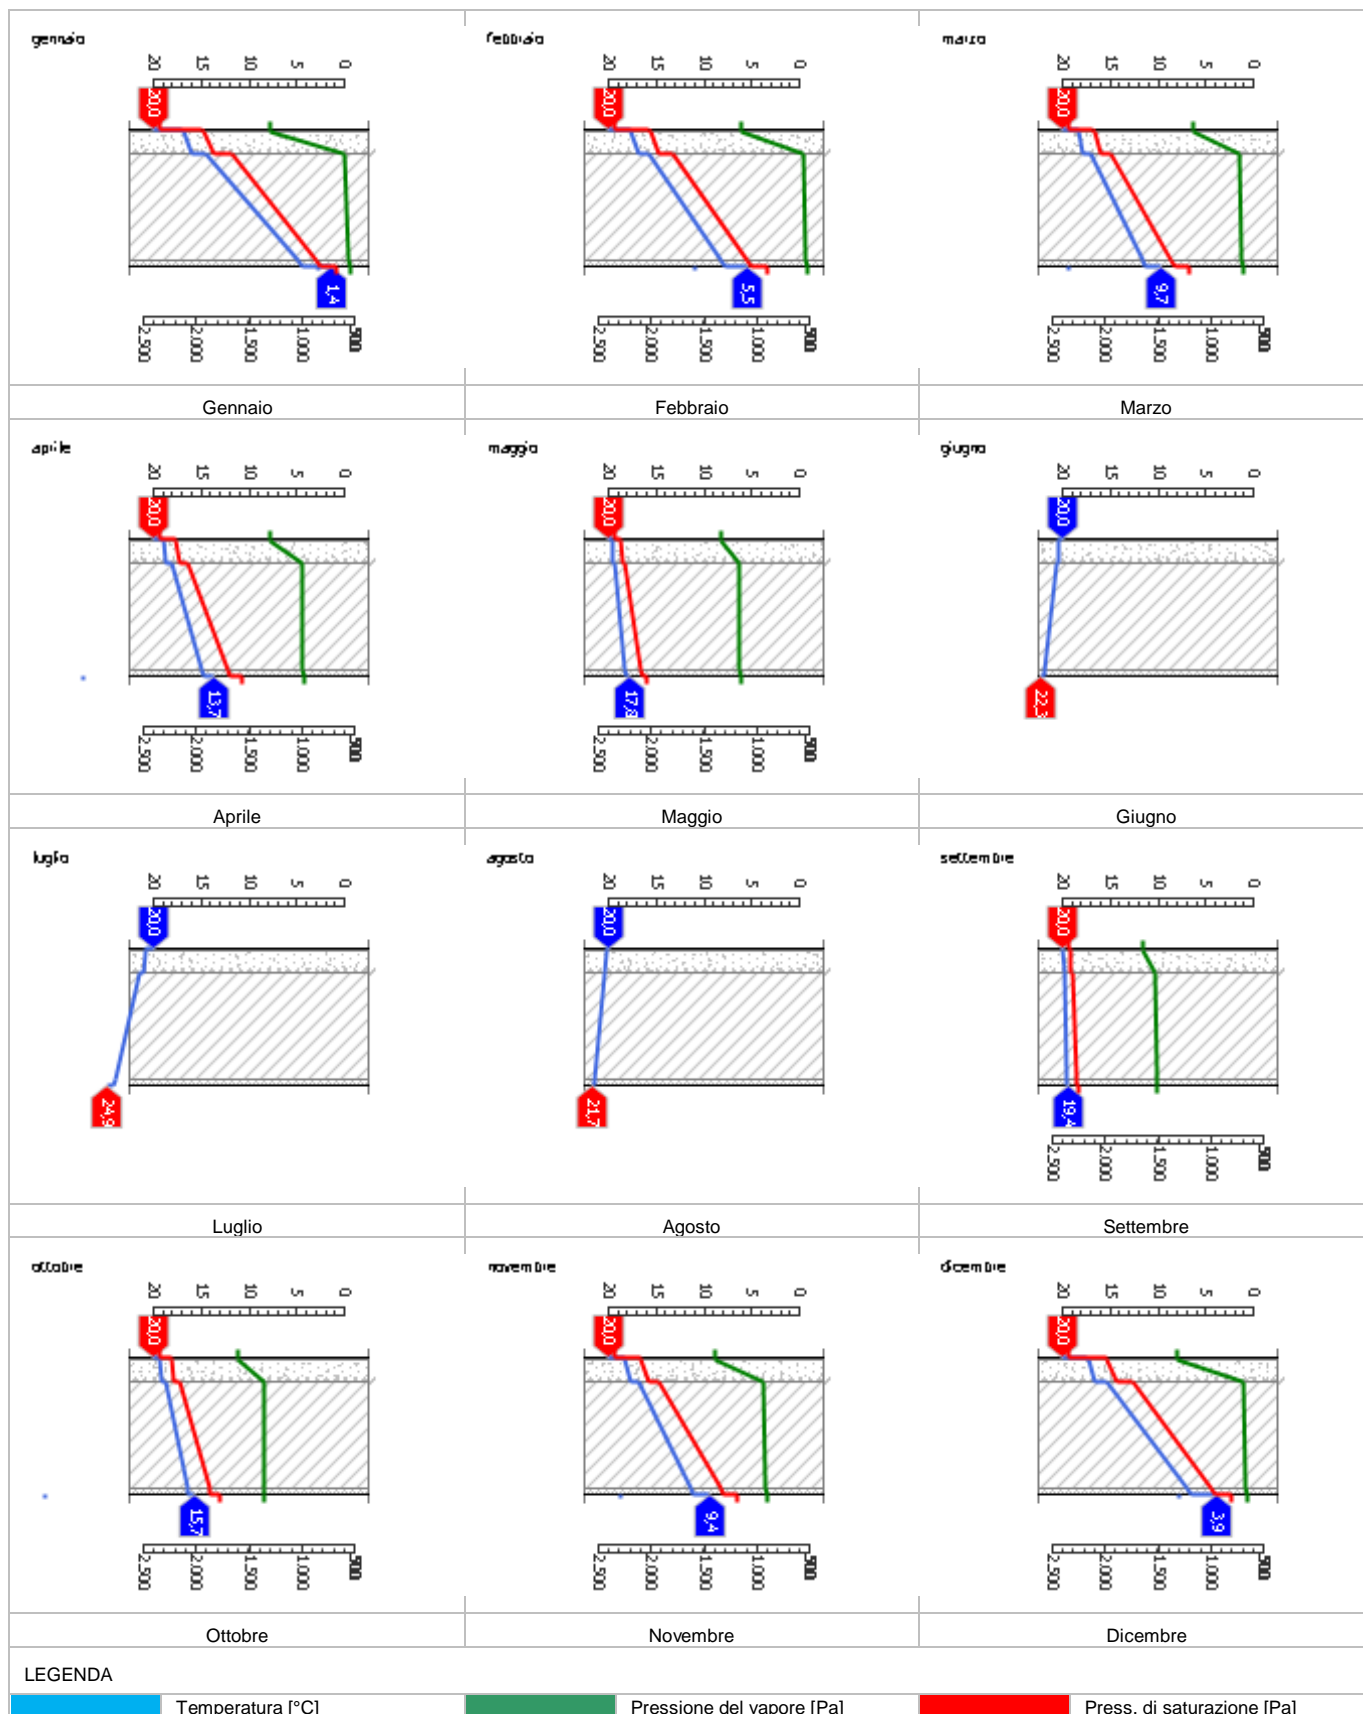 gennaio
febbraio
marzo
20 15 10 5 0
20 15 10 5 0
20 15 10 5 0
20,0
20,0
20,0
1,4
5,5
9,7
2.500 2.000 1.500 1.000 500
2.500 2.000 1.500 1.000 500
2.500 2.000 1.500 1.000 500
Gennaio
Febbraio
Marzo
aprile
maggio
giugno
20 15 10 5 0
20 15 10 5 0
20 15 10 5 0
20,0
20,0
20,0
13,7
17,8
22,3
2.500 2.000 1.500 1.000 500
2.500 2.000 1.500 1.000 500
Aprile
Maggio
Giugno
luglio
agosto
settembre
20 15 10 5 0
20 15 10 5 0
20 15 10 5 0
20,0
20,0
20,0
24,9
21,7
19,4
2.500 2.000 1.500 1.000 500
Luglio
Agosto
Settembre
ottobre
novembre
dicembre
20 15 10 5 0
20 15 10 5 0
20 15 10 5 0
20,0
20,0
20,0
15,7
9,4
3,9
2.500 2.000 1.500 1.000 500
2.500 2.000 1.500 1.000 500
2.500 2.000 1.500 1.000 500
Ottobre
Novembre
Dicembre
LEGENDA
Temperatura [°C]
Pressione del vapore [Pa]
Press. di saturazione [Pa]